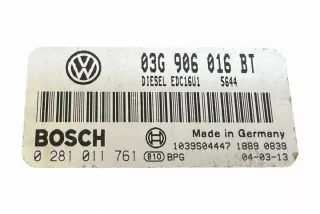 03G 906 016 BT
DIESEL EDC16U1 5644
BOSCH
Made in Germany
1039S04447 1889 0839
0 281 011 761 810 BPG 04-03-13